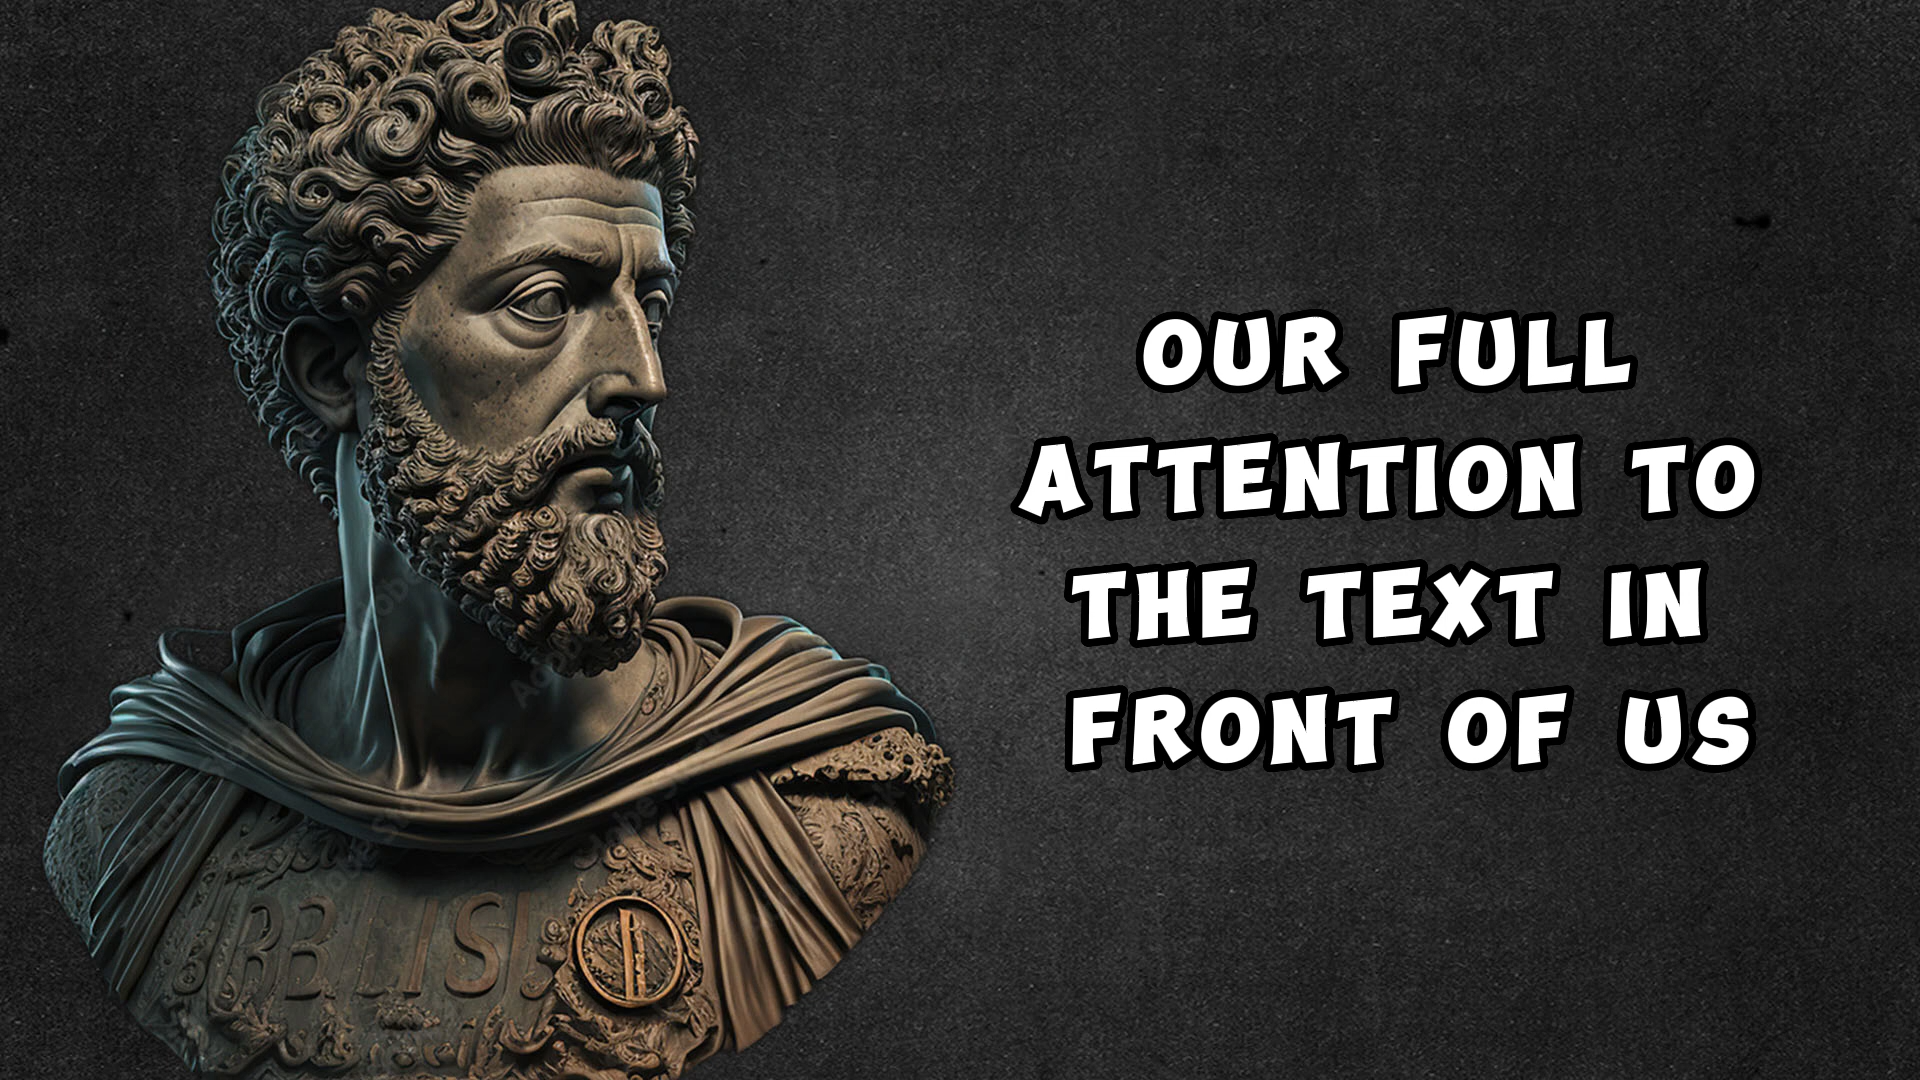 OUR FULL
ATTENTION TO
THE TEXT IN
FRONT OF US